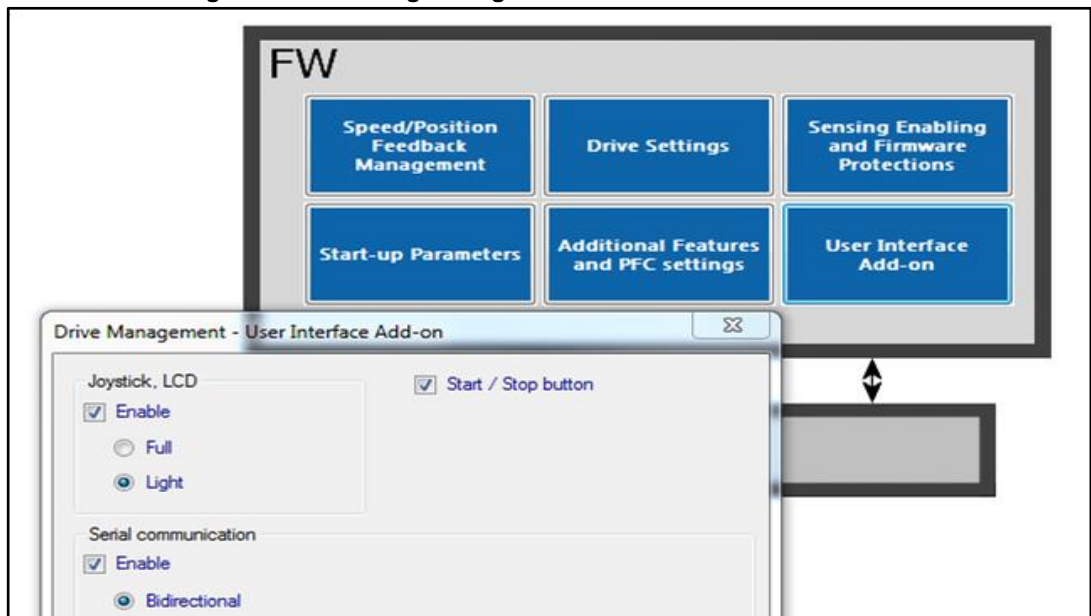 FW
Speed/Position
Feedback
Management
Drive Settings
Sensing Enabling
and Firmware
Protections
Start-up Parameters
Additional Features
and PFC settings
User Interface
Add-on
Drive Management - User Interface Add-on
Joystick, LCD
Start / Stop button
Enable
Full
Light
Serial communication
Enable
Bidirectional